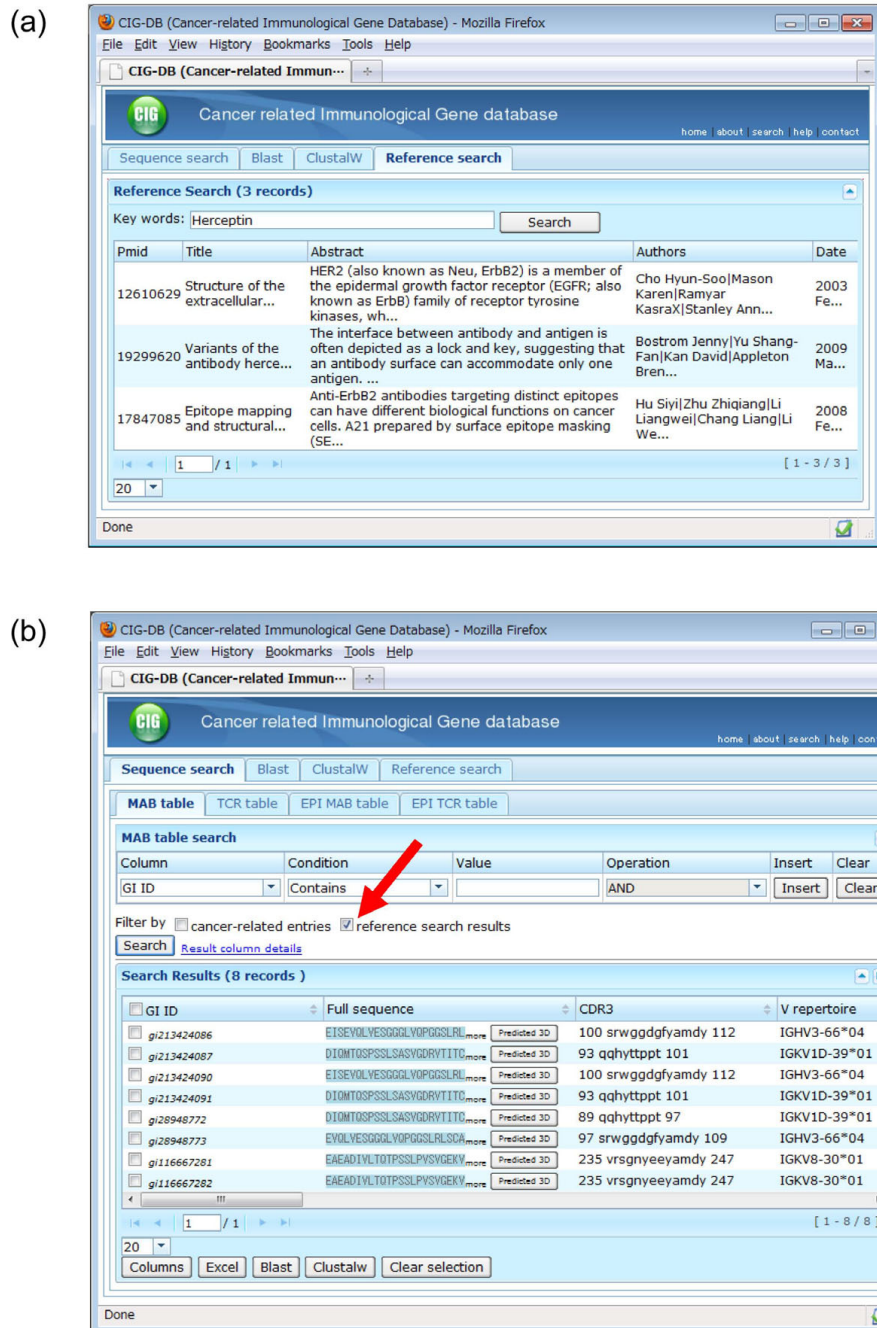 (a)
CIG-DB (Cancer-related Immunological Gene Database) - Mozilla Firefox
File Edit View History Bookmarks Tools Help
CIG-DB (Cancer-related Immun···
CIG Cancer related Immunological Gene database
home | about | search | help | contact
Sequence search Blast ClustalW Reference search
Reference Search (3 records)
Key words: Herceptin Search
Pmid Title Abstract Authors Date
12610629 Structure of the extracellular... HER2 (also known as Neu, ErbB2) is a member of the epidermal growth factor receptor (EGFR; also known as ErbB) family of receptor tyrosine kinases, wh... Cho Hyun-Soo|Mason Karen|Ramyar KasraX|Stanley Ann... 2003 Fe...
19299620 Variants of the antibody herce... The interface between antibody and antigen is often depicted as a lock and key, suggesting that an antibody surface can accommodate only one antigen. ... Bostrom Jenny|Yu Shang-Fan|Kan David|Appleton Bren... 2009 Ma...
17847085 Epitope mapping and structural... Anti-ErbB2 antibodies targeting distinct epitopes can have different biological functions on cancer cells. A21 prepared by surface epitope masking (SE... Hu Siyi|Zhu Zhiqiang|Li Liangwei|Chang Liang|Li We... 2008 Fe...
1 / 1 [ 1 - 3 / 3 ]
20
Done
(b)
CIG-DB (Cancer-related Immunological Gene Database) - Mozilla Firefox
File Edit View History Bookmarks Tools Help
CIG-DB (Cancer-related Immun···
CIG Cancer related Immunological Gene database
home | about | search | help | con
Sequence search Blast ClustalW Reference search
MAB table TCR table EPI MAB table EPI TCR table
MAB table search
Column Condition Value Operation Insert Clear
GI ID Contains AND Insert Clear
Filter by cancer-related entries reference search results
Search Result column details
Search Results (8 records )
GI ID Full sequence CDR3 V repertoire
gi213424086 EISEVQLVESGGGLVQPGGSLRL more Predicted 3D 100 srwggdgfyamdy 112 IGHV3-66*04
gi213424087 DIQMTQSPSSLSASVGDRVTITC more Predicted 3D 93 qqhyttppt 101 IGKV1D-39*01
gi213424090 EISEVQLVESGGGLVQPGGSLRL more Predicted 3D 100 srwggdgfyamdy 112 IGHV3-66*04
gi213424091 DIQMTQSPSSLSASVGDRVTITC more Predicted 3D 93 qqhyttppt 101 IGKV1D-39*01
gi28948772 DIQMTQSPSSLSASVGDRVTITC more Predicted 3D 89 qqhyttppt 97 IGKV1D-39*01
gi28948773 EVQLVESGGGLVQPGGSLRLSCA more Predicted 3D 97 srwggdgfyamdy 109 IGHV3-66*04
gi116667281 EAEADIVLTQTPSSLPVSVGEKV more Predicted 3D 235 vrsgnyeeyamdy 247 IGKV8-30*01
gi116667282 EAEADIVLTQTPSSLPVSVGEKV more Predicted 3D 235 vrsgnyeeyamdy 247 IGKV8-30*01
1 / 1 [ 1 - 8 / 8 ]
20
Columns Excel Blast Clustalw Clear selection
Done